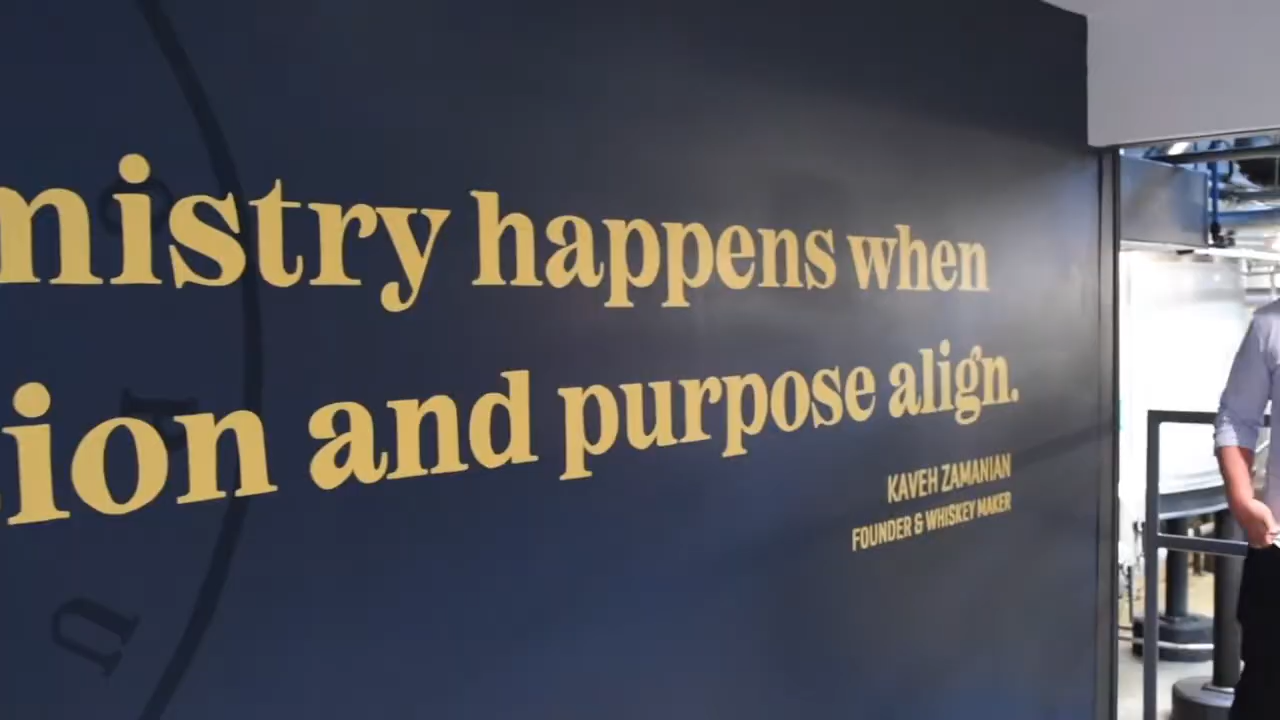 mistry happens when
ion and purpose align.
KAVEH ZAMANIAN
FOUNDER & WHISKEY MAKER